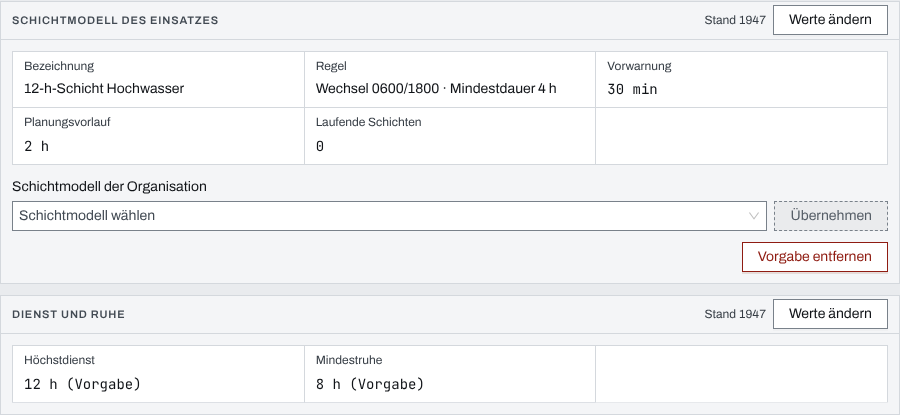 SCHICHTMODELL DES EINSATZES
Stand 1947
Werte ändern
Bezeichnung
12-h-Schicht Hochwasser
Regel
Wechsel 0600/1800 · Mindestdauer 4 h
Vorwarnung
30 min
Planungsvorlauf
2 h
Laufende Schichten
0
Schichtmodell der Organisation
Schichtmodell wählen
Übernehmen
Vorgabe entfernen
DIENST UND RUHE
Stand 1947
Werte ändern
Höchstdienst
12 h (Vorgabe)
Mindestruhe
8 h (Vorgabe)